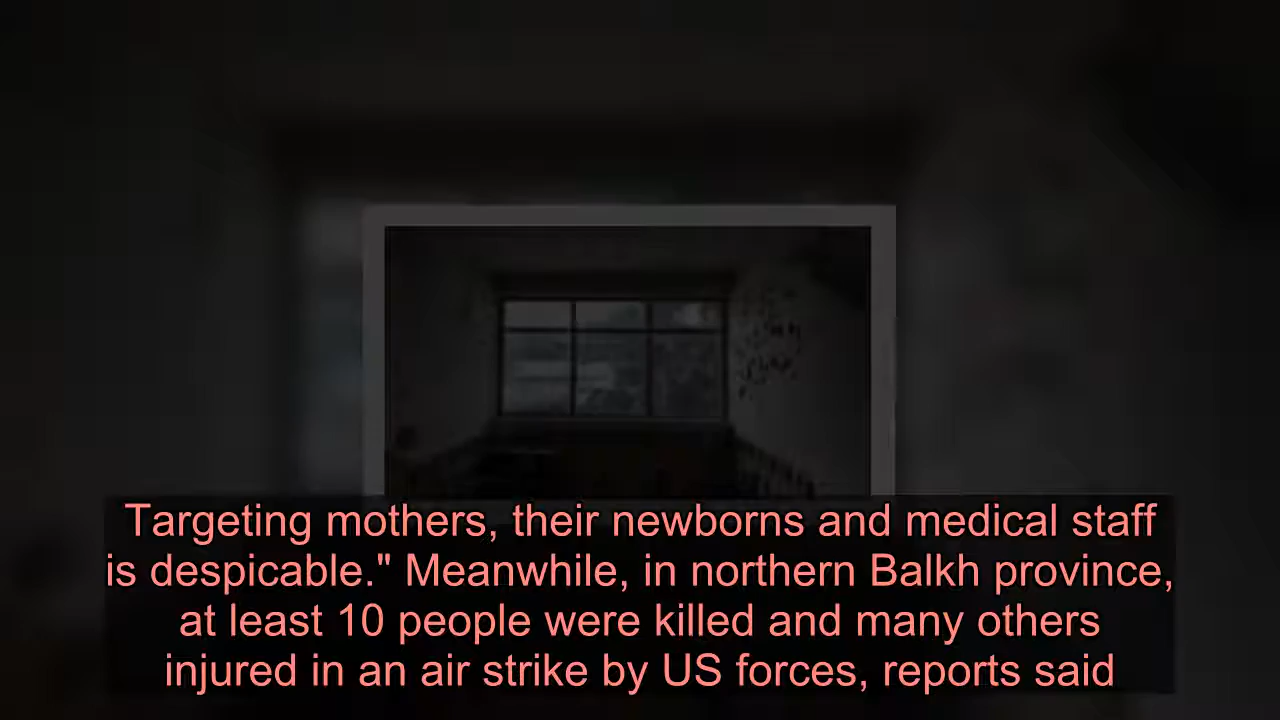 Targeting mothers, their newborns and medical staff
is despicable." Meanwhile, in northern Balkh province,
at least 10 people were killed and many others
injured in an air strike by US forces, reports said